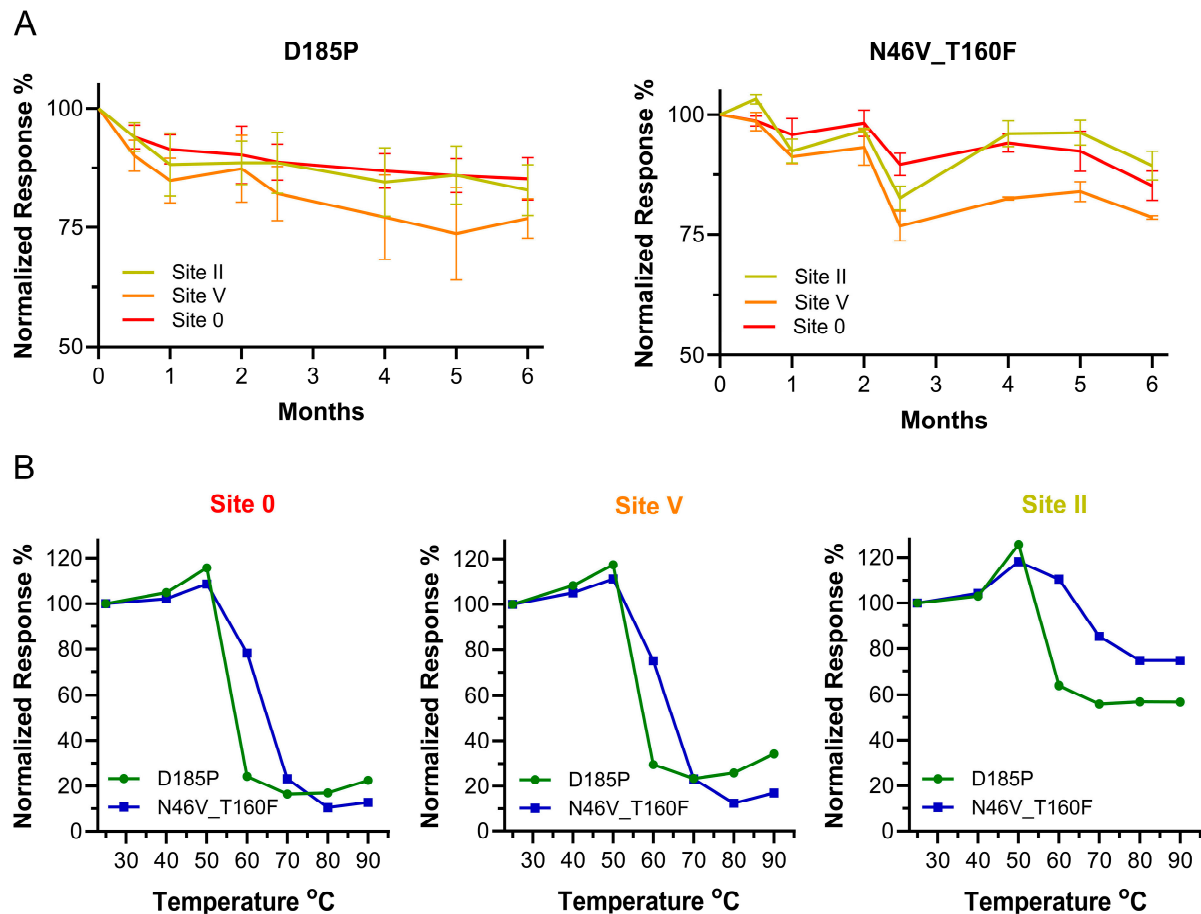 A
D185P
Normalized Response %
100
75
50
Site II
Site V
Site 0
0 1 2 3 4 5 6
Months
N46V_T160F
Normalized Response %
100
75
50
Site II
Site V
Site 0
0 1 2 3 4 5 6
Months
B
Site 0
Normalized Response %
120
100
80
60
40
20
0
D185P
N46V_T160F
30 40 50 60 70 80 90
Temperature °C
Site V
Normalized Response %
120
100
80
60
40
20
0
D185P
N46V_T160F
30 40 50 60 70 80 90
Temperature °C
Site II
Normalized Response %
120
100
80
60
40
20
0
D185P
N46V_T160F
30 40 50 60 70 80 90
Temperature °C